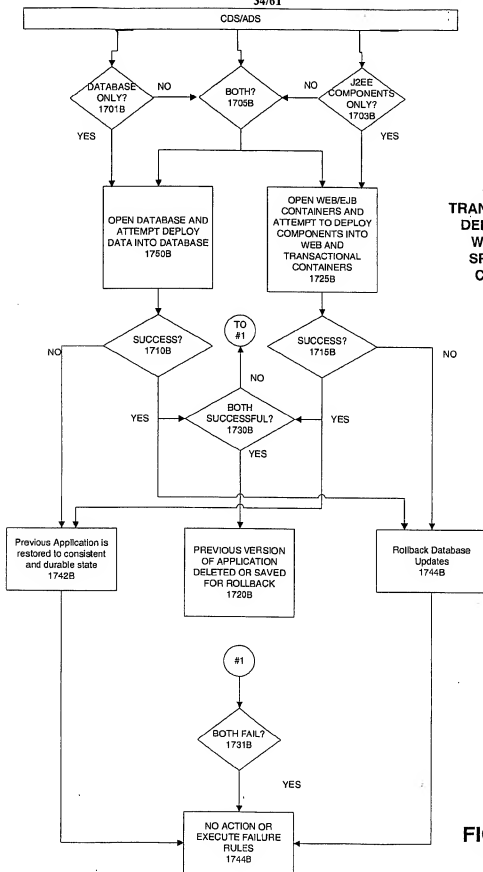 34/61
CDS/ADS
DATABASE
ONLY?
1701B
NO
BOTH?
1705B
NO
J2EE
COMPONENTS
ONLY?
1703B
YES
YES
OPEN DATABASE AND
ATTEMPT DEPLOY
DATA INTO DATABASE
1750B
OPEN WEB/EJB
CONTAINERS AND
ATTEMPT TO DEPLOY
COMPONENTS INTO
WEB AND
TRANSACTIONAL
CONTAINERS
1725B
TRAN
DEL
W
SP
C
SUCCESS?
1710B
TO
#1
SUCCESS?
1715B
NO
NO
NO
YES
BOTH
SUCCESSFUL?
1730B
YES
YES
Previous Application is
restored to consistent
and durable state
1742B
PREVIOUS VERSION
OF APPLICATION
DELETED OR SAVED
FOR ROLLBACK
1720B
Rollback Database
Updates
1744B
#1
BOTH FAIL?
1731B
YES
NO ACTION OR
EXECUTE FAILURE
RULES
1744B
FIG